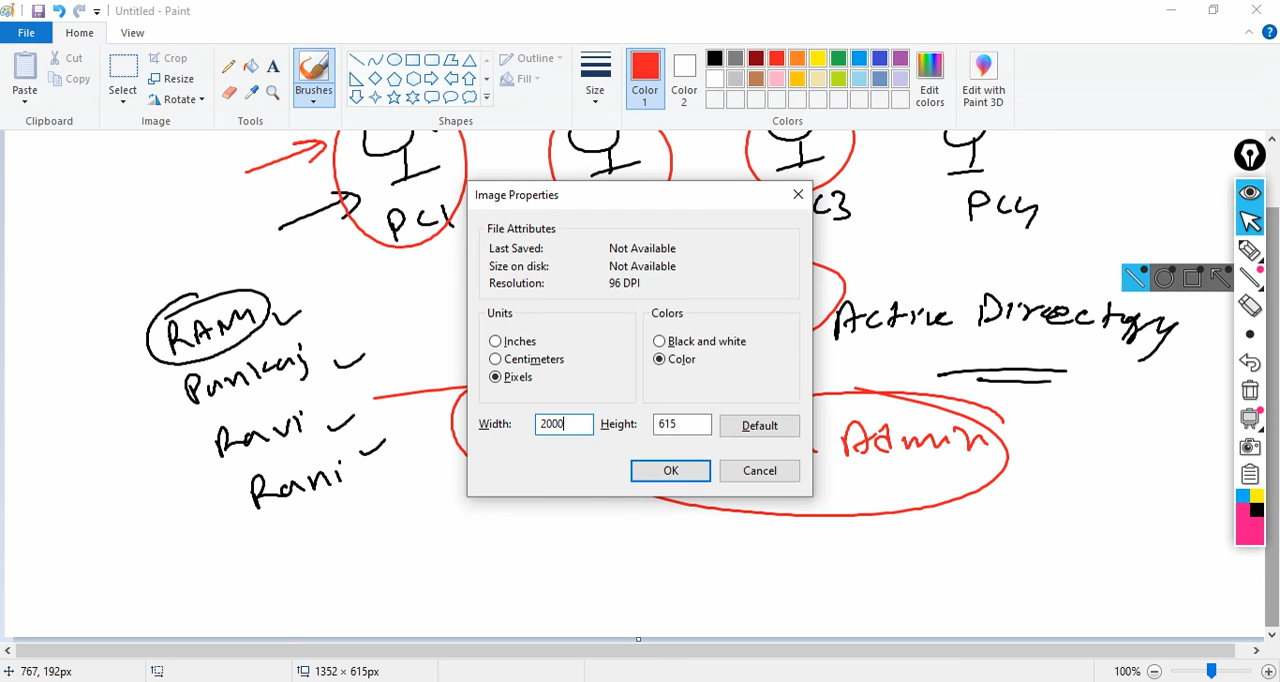 Untitled - Paint
File Home View
Paste
Cut
Copy
Clipboard
Select
Crop
Resize
Rotate
Image
A
Tools
Brushes
Outline
Fill
Shapes
Size
Color 1
Color 2
Edit colors
Colors
Edit with Paint 3D
PC1
C3
PC4
RAM
Punkaj
Ravi
Rani
Active Directory
Admin
Image Properties
File Attributes
Last Saved: Not Available
Size on disk: Not Available
Resolution: 96 DPI
Units
Inches
Centimeters
Pixels
Colors
Black and white
Color
Width: 2000 Height: 615 Default
OK Cancel
767, 192px
1352 × 615px
100%